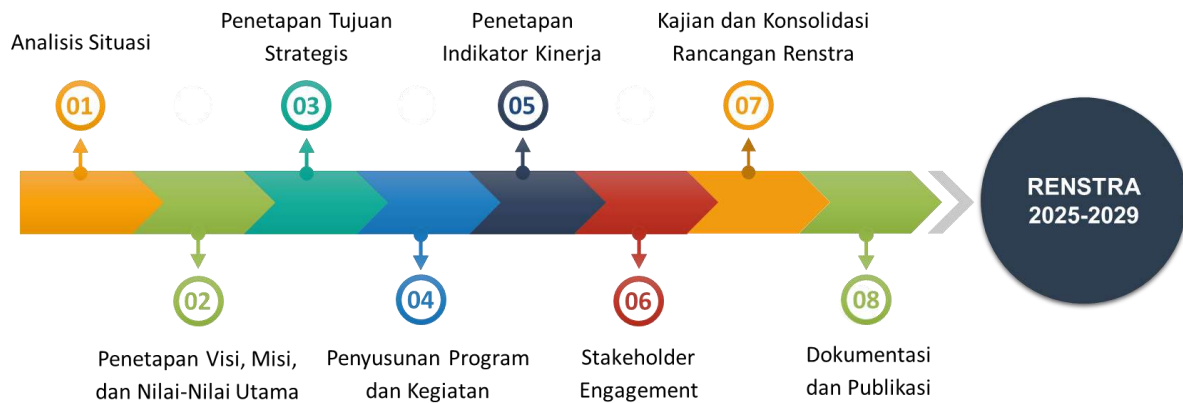 Analisis Situasi
01
Penetapan Visi, Misi,
dan Nilai-Nilai Utama
02
Penetapan Tujuan
Strategis
03
Penyusunan Program
dan Kegiatan
04
Penetapan
Indikator Kinerja
05
Stakeholder
Engagement
06
Kajian dan Konsolidasi
Rancangan Renstra
07
Dokumentasi
dan Publikasi
08
RENSTRA
2025-2029